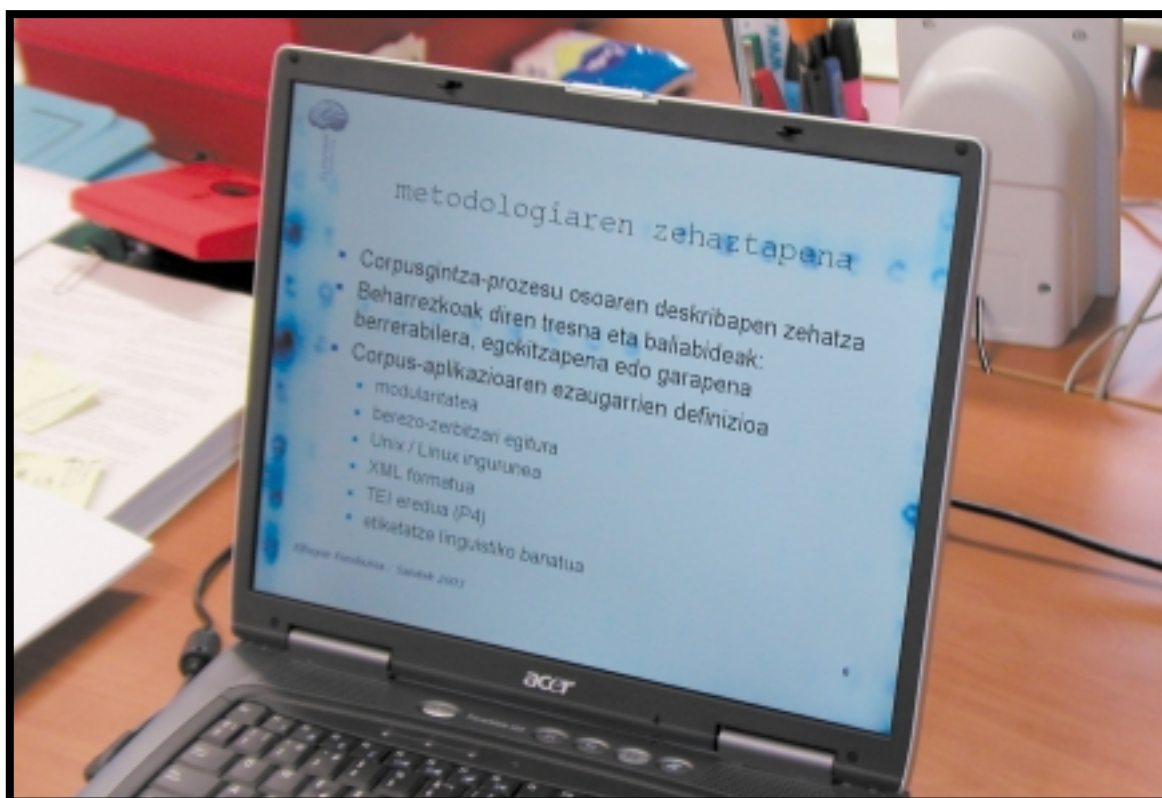 metodologiaren zehaztapena
• Corpusgintza-prozesu osoaren deskribapen zehatza
• Beharrezkoak diren tresna eta baliabideak:
berrerabilera, egokitzapena edo garapena
• Corpus-aplikazioaren ezaugarrien definizioa
• modularitatea
• bezero-zerbitzari egitura
• Unix / Linux ingurunea
• XML formatua
• TEI eredua (P4)
• etiketatze linguistiko banatua
2003
acer